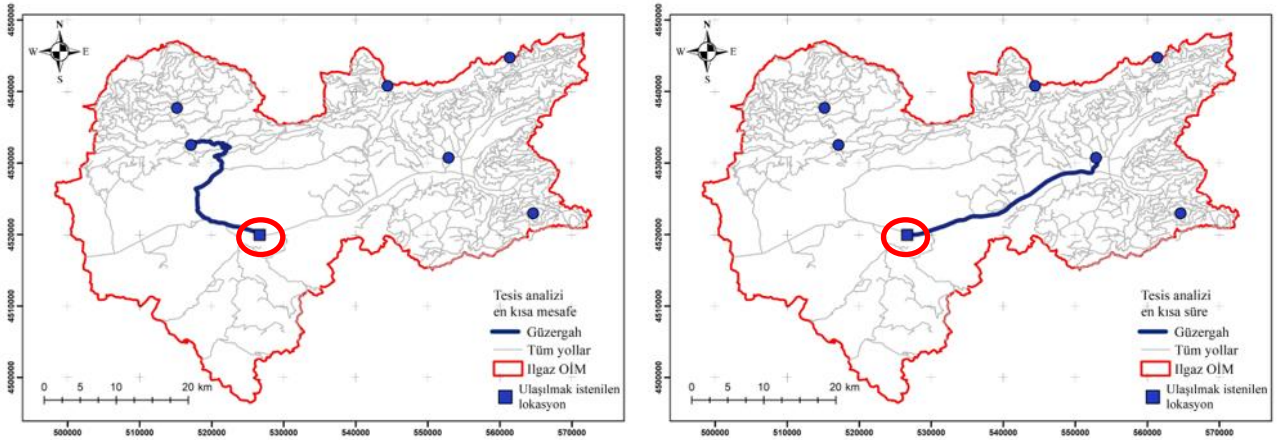 N
W E
S
4550000
4540000
4530000
4520000
4510000
4500000
Tesis analizi
en kısa mesafe
Güzergah
Tüm yollar
Ilgaz OİM
Ulaşılmak istenilen
lokasyon
0 5 10 20 km
500000 510000 520000 530000 540000 550000 560000 570000
N
W E
S
4550000
4540000
4530000
4520000
4510000
4500000
Tesis analizi
en kısa süre
Güzergah
Tüm yollar
Ilgaz OİM
Ulaşılmak istenilen
lokasyon
0 5 10 20 km
500000 510000 520000 530000 540000 550000 560000 570000